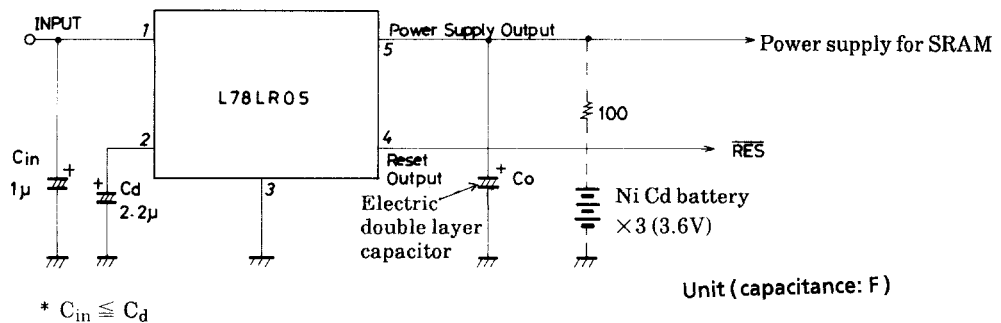 INPUT
1
5
Power Supply Output
Power supply for SRAM
L78LR05
100
2
4
Reset
Output
RES
Cin
1μ
+
+
Cd
2.2μ
3
+
Co
Electric
double layer
capacitor
Ni Cd battery
×3 (3.6V)
Unit (capacitance: F)
* Cin ≦ Cd